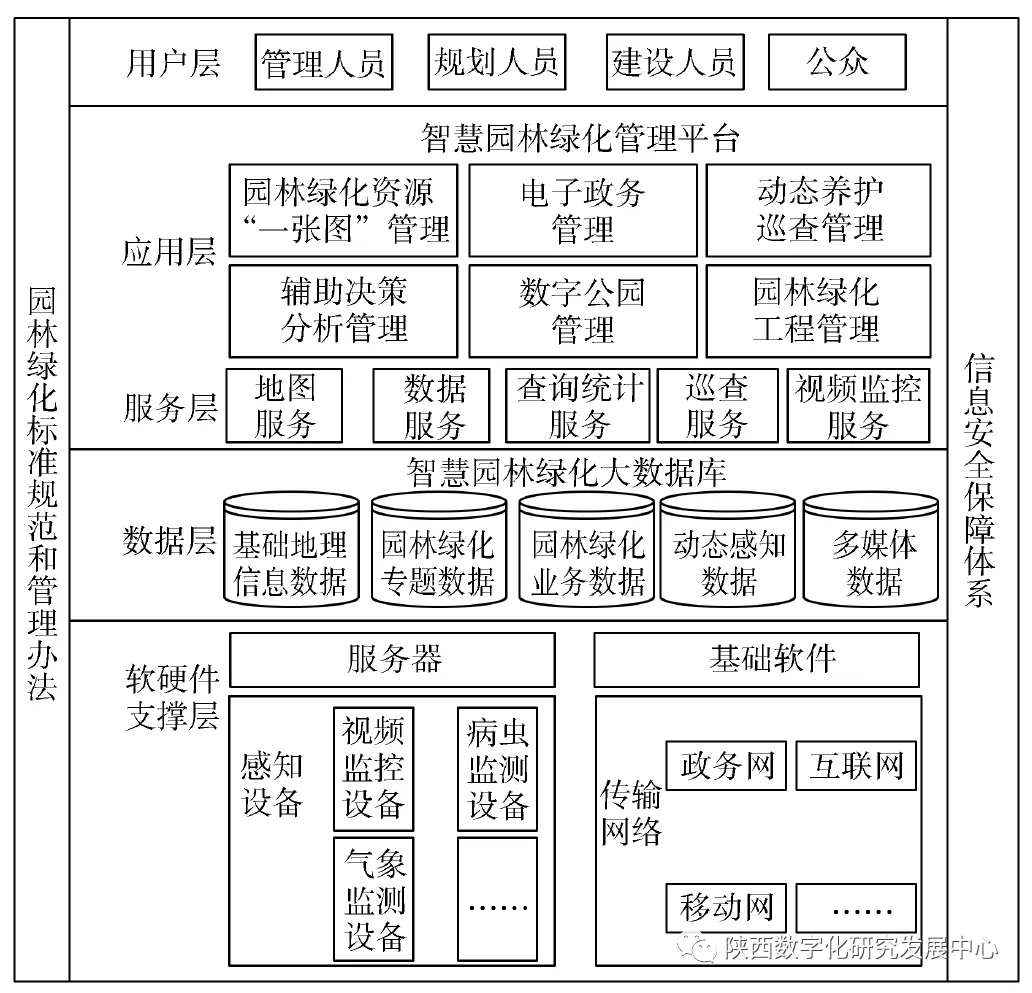 用户层
管理人员
规划人员
建设人员
公众
智慧园林绿化管理平台
应用层
园林绿化资源
“一张图”管理
电子政务
管理
动态养护
巡查管理
辅助决策
分析管理
数字公园
管理
园林绿化
工程管理
服务层
地图
服务
数据
服务
查询统计
服务
巡查
服务
视频监控
服务
智慧园林绿化大数据库
数据层
基础地理
信息数据
园林绿化
专题数据
园林绿化
业务数据
动态感知
数据
多媒体
数据
软硬件
支撑层
服务器
基础软件
感知
设备
视频
监控
设备
病虫
监测
设备
气象
监测
设备
……
传输
网络
政务网
互联网
移动网
……
园林绿化标准规范和管理办法
信息安全保障体系
陕西数字化研究发展中心